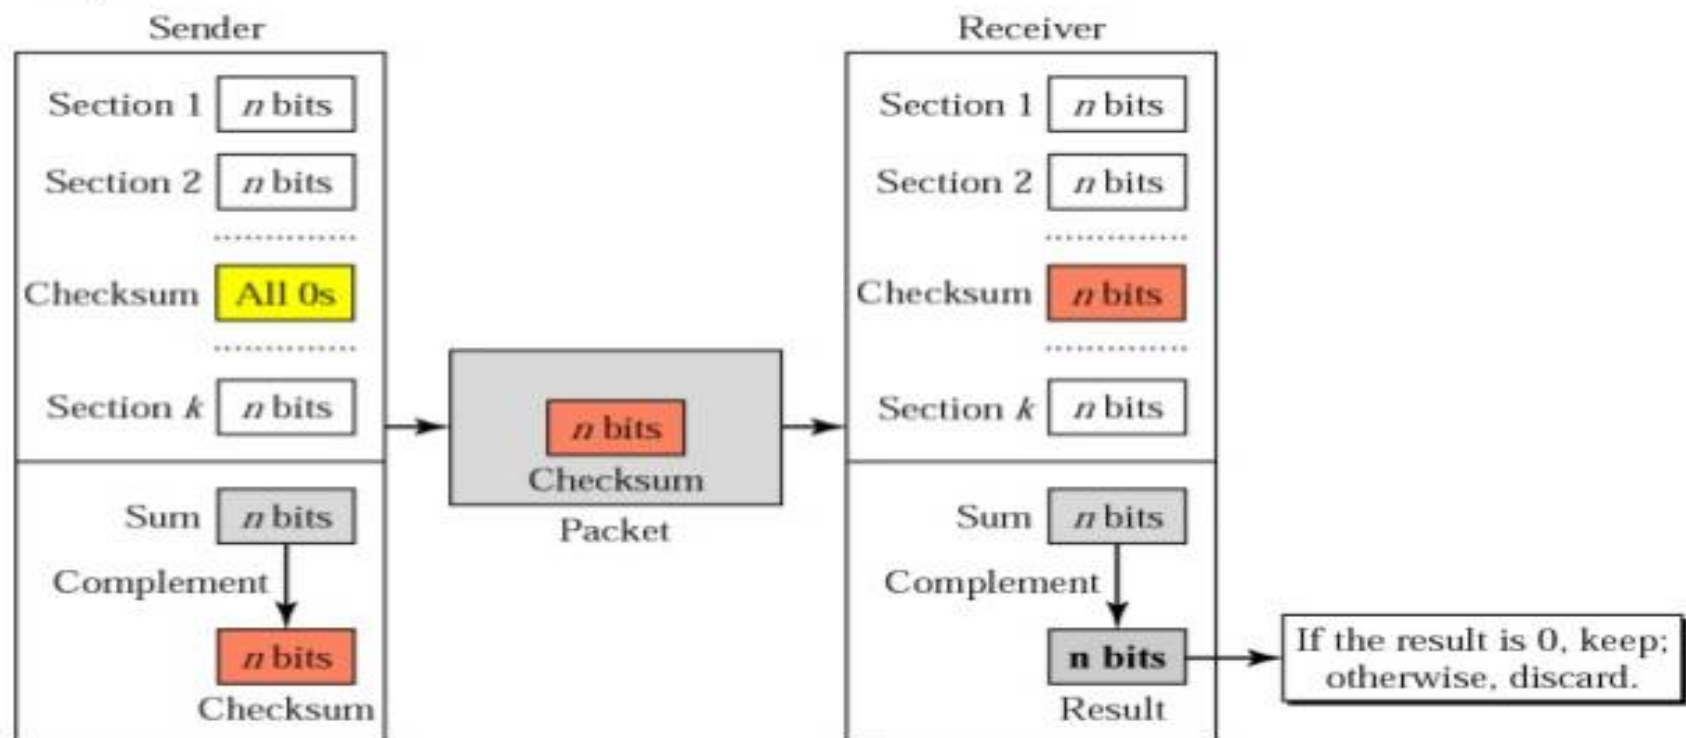 Sender
Section 1 n bits
Section 2 n bits
Checksum All 0s
Section k n bits
Sum n bits
Complement
n bits
Checksum
n bits
Checksum
Packet
Receiver
Section 1 n bits
Section 2 n bits
Checksum n bits
Section k n bits
Sum n bits
Complement
n bits
Result
If the result is 0, keep;
otherwise, discard.